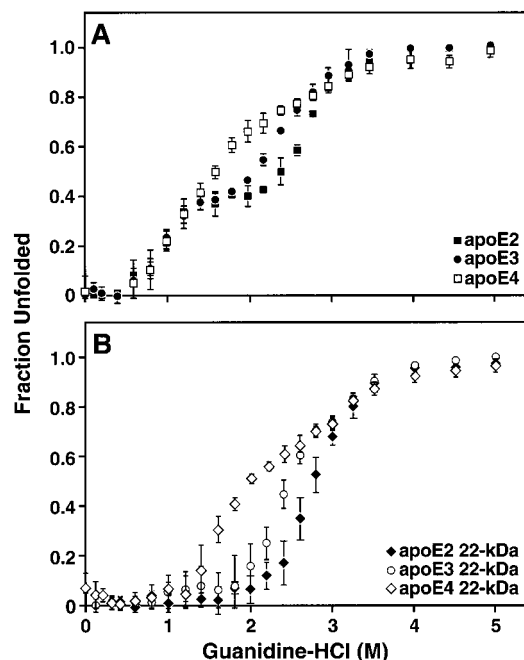 A
1.0
0.8
0.6
0.4
0.2
0
apoE2
apoE3
apoE4
Fraction Unfolded
B
1.0
0.8
0.6
0.4
0.2
0
apoE2 22-kDa
apoE3 22-kDa
apoE4 22-kDa
0 1 2 3 4 5
Guanidine-HCl (M)